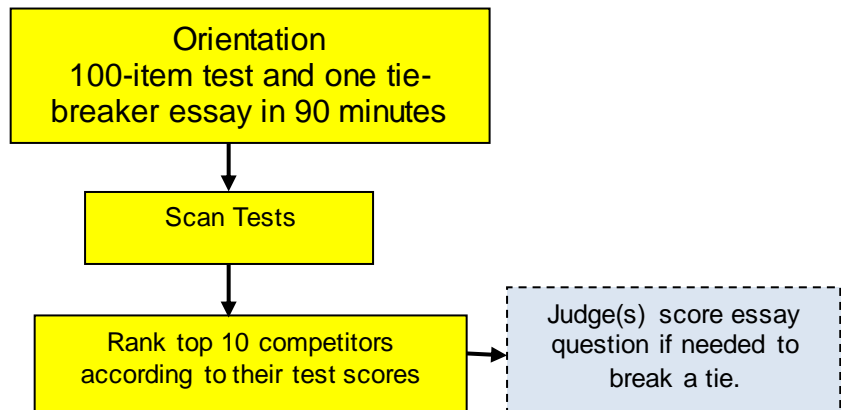 Orientation
100-item test and one tie-
breaker essay in 90 minutes
Scan Tests
Rank top 10 competitors
according to their test scores
Judge(s) score essay
question if needed to
break a tie.